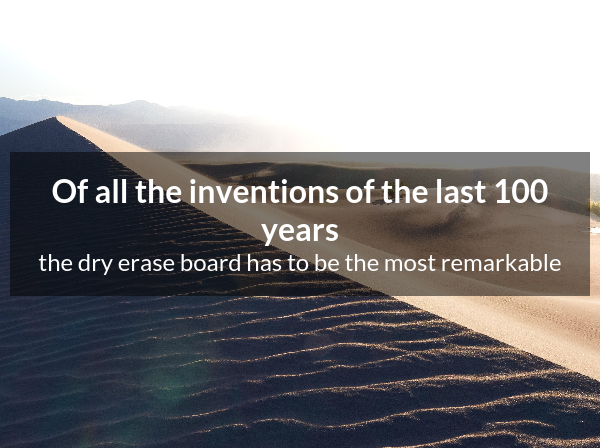 Of all the inventions of the last 100
years
the dry erase board has to be the most remarkable